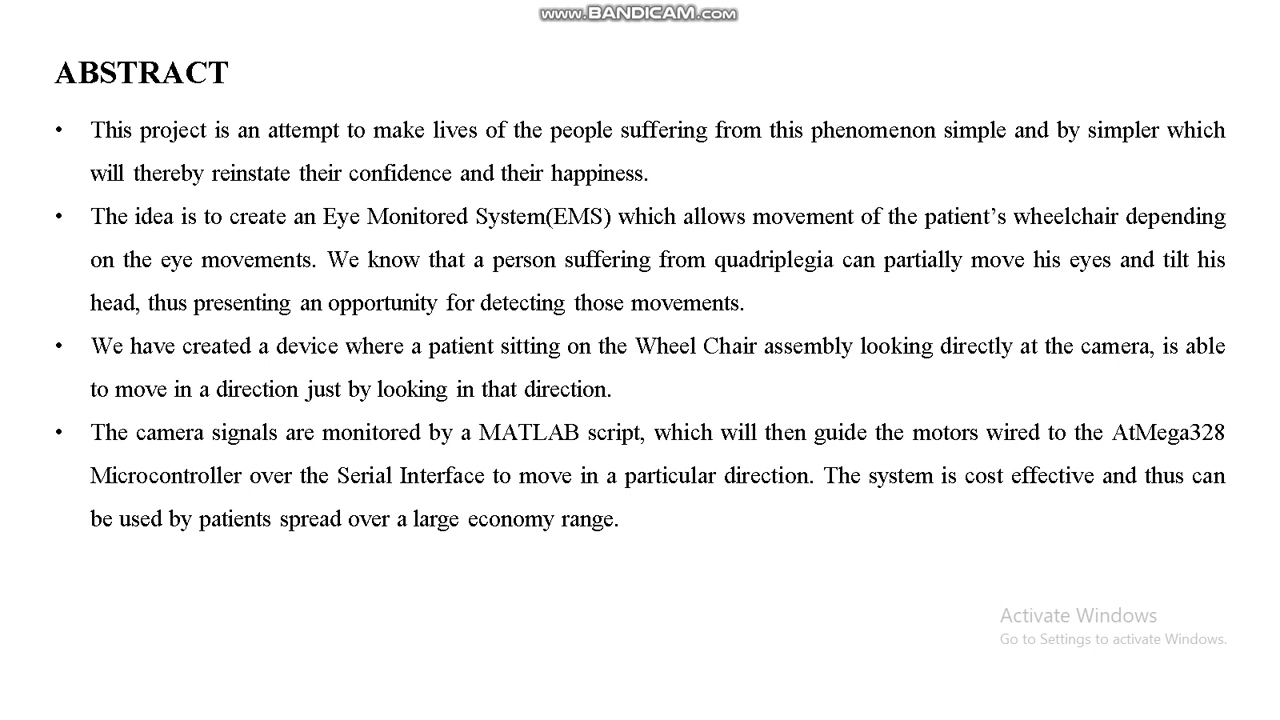 www.BANDICAM.com
ABSTRACT
• This project is an attempt to make lives of the people suffering from this phenomenon simple and by simpler which
will thereby reinstate their confidence and their happiness.
• The idea is to create an Eye Monitored System(EMS) which allows movement of the patient’s wheelchair depending
on the eye movements. We know that a person suffering from quadriplegia can partially move his eyes and tilt his
head, thus presenting an opportunity for detecting those movements.
• We have created a device where a patient sitting on the Wheel Chair assembly looking directly at the camera, is able
to move in a direction just by looking in that direction.
• The camera signals are monitored by a MATLAB script, which will then guide the motors wired to the AtMega328
Microcontroller over the Serial Interface to move in a particular direction. The system is cost effective and thus can
be used by patients spread over a large economy range.
Activate Windows
Go to Settings to activate Windows.